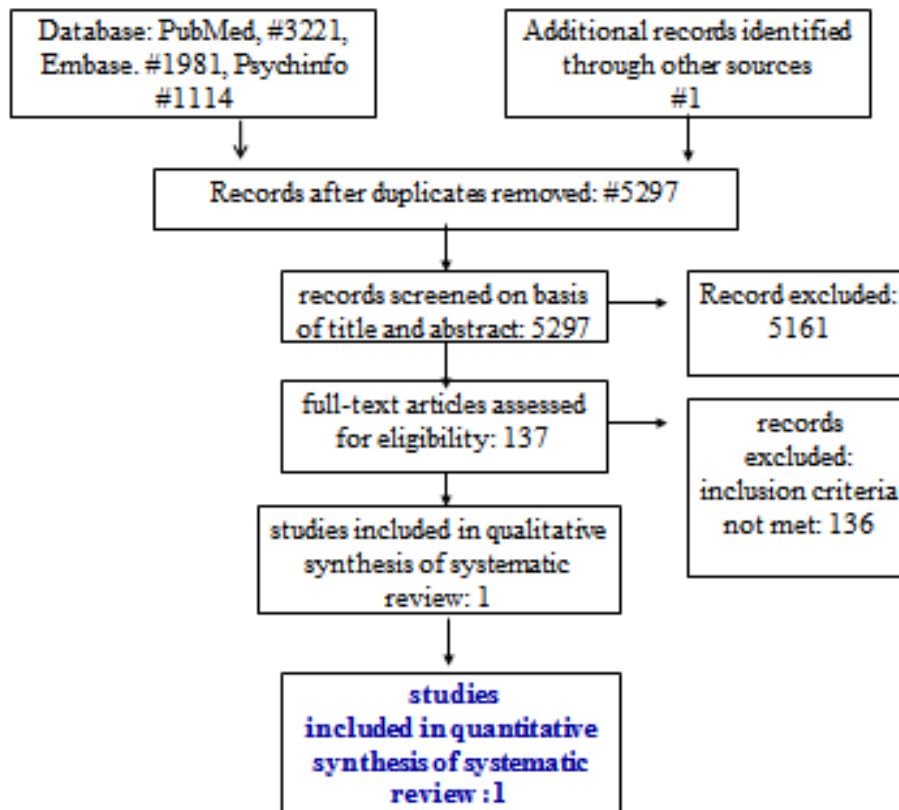 Database: PubMed, #3221,
Embase. #1981, Psychinfo
#1114
Additional records identified
through other sources
#1
Records after duplicates removed: #5297
records screened on basis
of title and abstract: 5297
Record excluded:
5161
full-text articles assessed
for eligibility: 137
records
excluded:
inclusion criteria
not met: 136
studies included in qualitative
synthesis of systematic
review: 1
studies
included in quantitative
synthesis of systematic
review :1